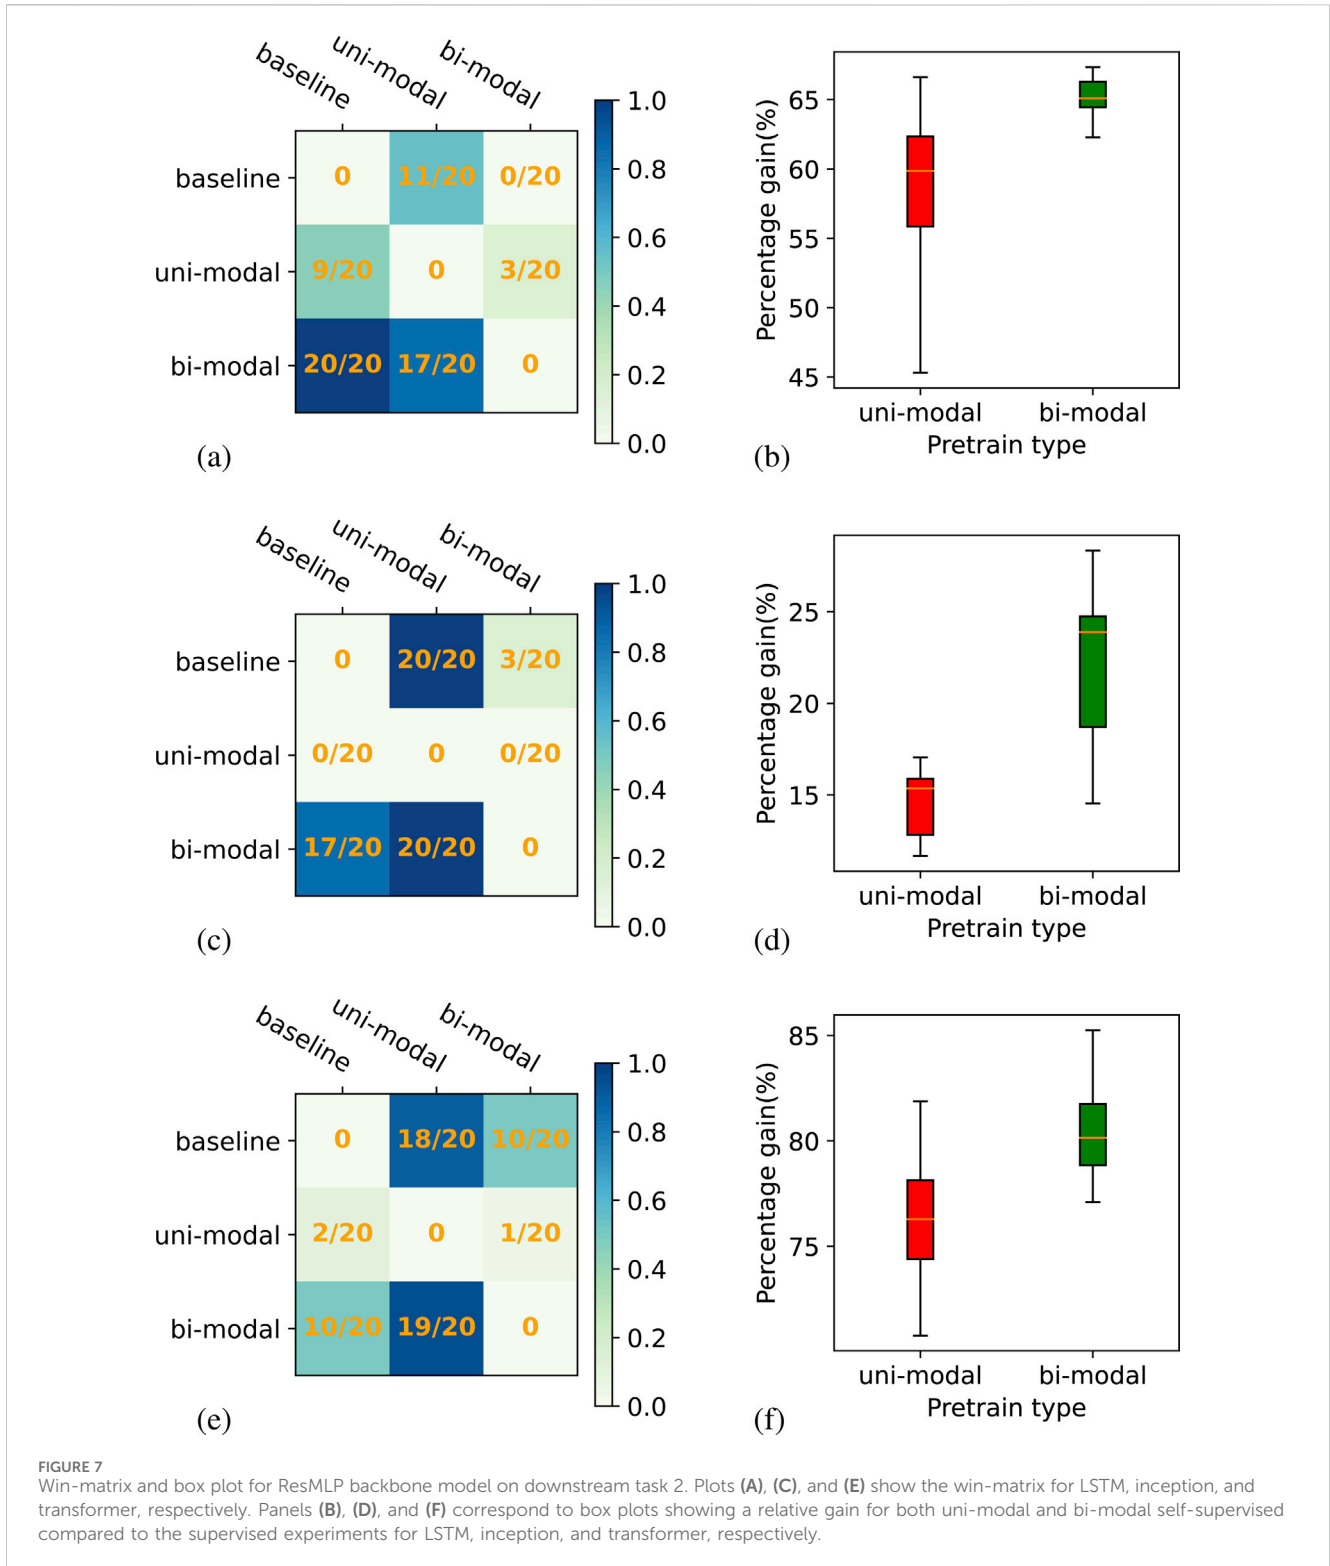 baseline
uni-modal
bi-modal
baseline 0 11/20 0/20
uni-modal 9/20 0 3/20
bi-modal 20/20 17/20 0
1.0
0.8
0.6
0.4
0.2
0.0
(a)
Percentage gain(%)
65
60
55
50
45
uni-modal bi-modal
Pretrain type
(b)
baseline
uni-modal
bi-modal
baseline 0 20/20 3/20
uni-modal 0/20 0 0/20
bi-modal 17/20 20/20 0
1.0
0.8
0.6
0.4
0.2
0.0
(c)
Percentage gain(%)
25
20
15
uni-modal bi-modal
Pretrain type
(d)
baseline
uni-modal
bi-modal
baseline 0 18/20 10/20
uni-modal 2/20 0 1/20
bi-modal 10/20 19/20 0
1.0
0.8
0.6
0.4
0.2
0.0
(e)
Percentage gain(%)
85
80
75
uni-modal bi-modal
Pretrain type
(f)
FIGURE 7
Win-matrix and box plot for ResMLP backbone model on downstream task 2. Plots (A), (C), and (E) show the win-matrix for LSTM, inception, and
transformer, respectively. Panels (B), (D), and (F) correspond to box plots showing a relative gain for both uni-modal and bi-modal self-supervised
compared to the supervised experiments for LSTM, inception, and transformer, respectively.